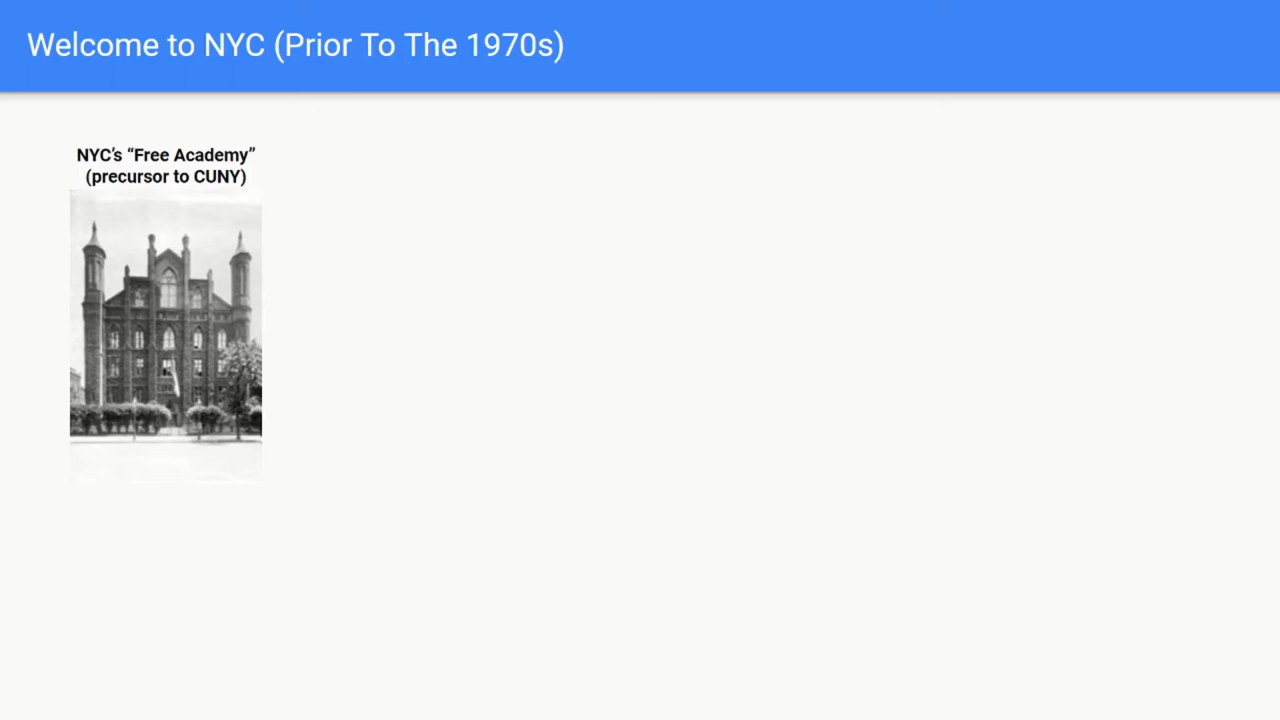 Welcome to NYC (Prior To The 1970s)
NYC’s “Free Academy”
(precursor to CUNY)